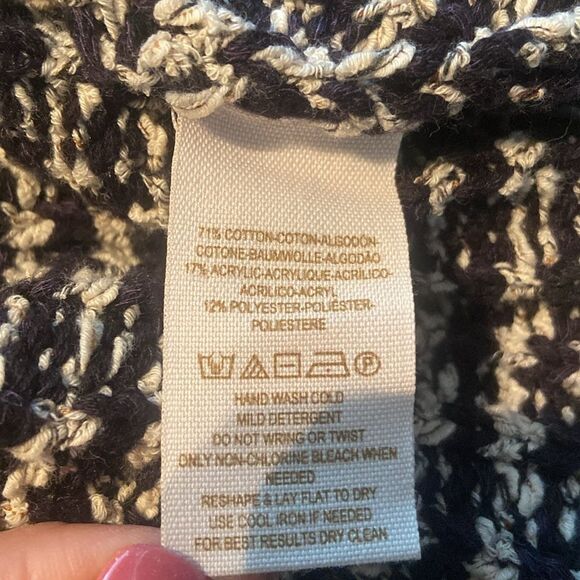 71% COTTON-COTON-ALGODÓN-
COTONE-BAUMWOLLE-ALGODÃO
17% ACRYLIC-ACRYLIQUE-ACRÍLICO-
ACRILICO-ACRYL
12% POLYESTER-POLIÉSTER-
POLIESTERE
HAND WASH COLD
MILD DETERGENT
DO NOT WRING OR TWIST
ONLY NON-CHLORINE BLEACH WHEN
NEEDED
RESHAPE & LAY FLAT TO DRY
USE COOL IRON IF NEEDED
FOR BEST RESULTS DRY CLEAN